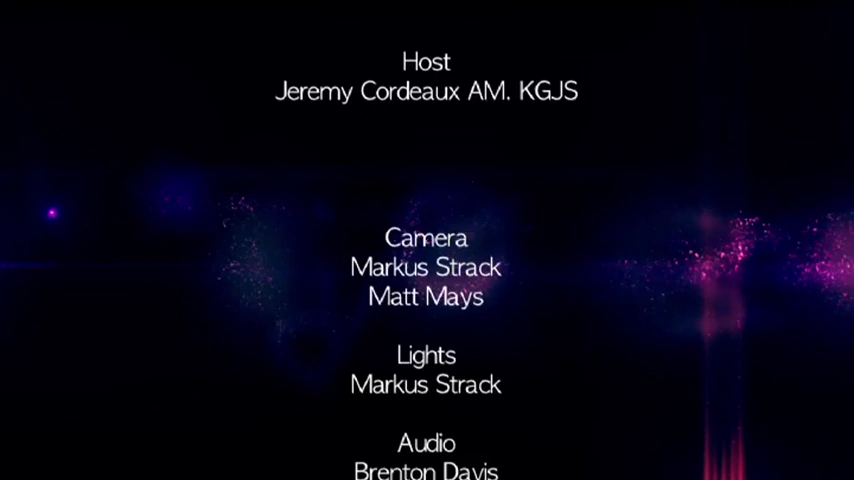 Host
Jeremy Cordeaux AM. KGJS
Camera
Markus Strack
Matt Mays
Lights
Markus Strack
Audio
Brenton Davis